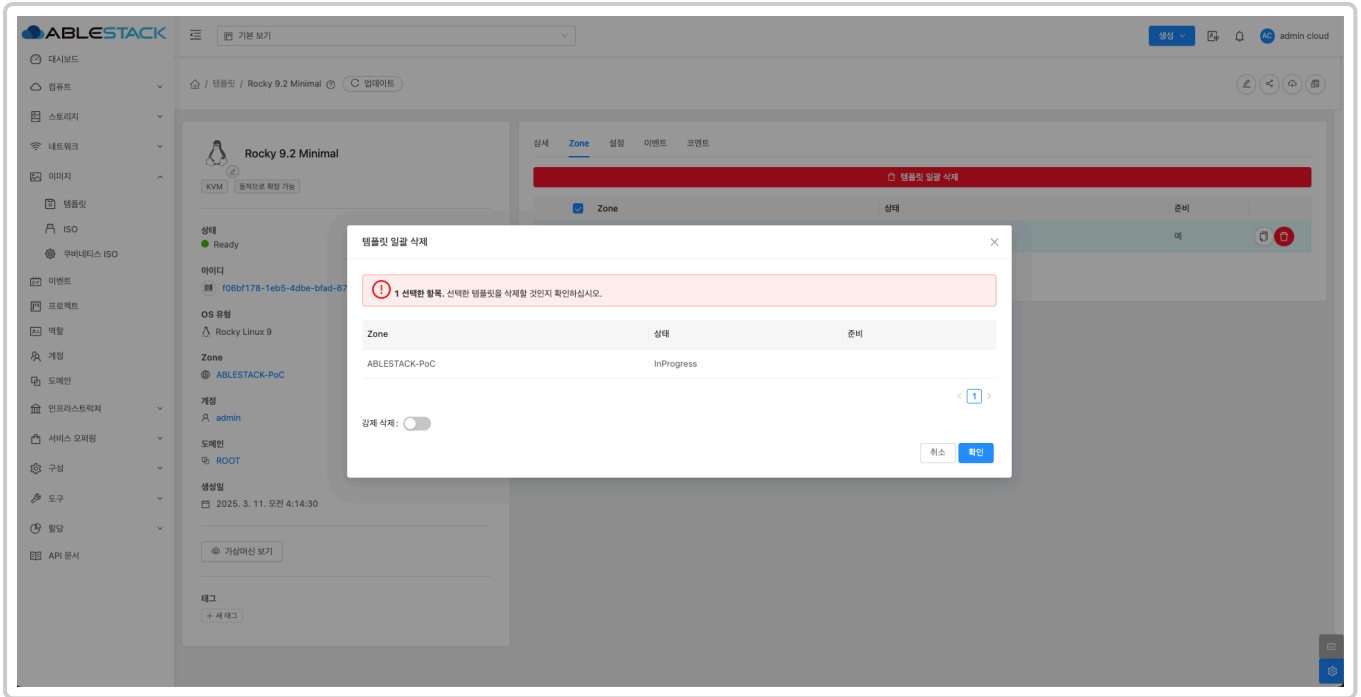 ABLESTACK
기본 보기
생성
AC
admin cloud
대시보드
컴퓨트
스토리지
네트워크
이미지
템플릿
ISO
쿠버네티스 ISO
이벤트
프로젝트
역할
계정
도메인
인프라스트럭쳐
서비스 오퍼링
구성
도구
할당
API 문서
/ 템플릿 / Rocky 9.2 Minimal
업데이트
Rocky 9.2 Minimal
KVM
동적으로 확장 가능
상태
Ready
아이디
f06bf178-1eb5-4dbe-bfad-67
OS 유형
Rocky Linux 9
Zone
ABLESTACK-PoC
계정
admin
도메인
ROOT
생성일
2025. 3. 11. 오전 4:14:30
가상머신 보기
태그
+ 새 태그
상세 Zone 설정 이벤트 코멘트
템플릿 일괄 삭제
Zone 상태 준비
예
템플릿 일괄 삭제
1 선택한 항목. 선택한 템플릿을 삭제할 것인지 확인하십시오.
Zone 상태 준비
ABLESTACK-PoC InProgress
< 1 >
강제 삭제:
취소 확인